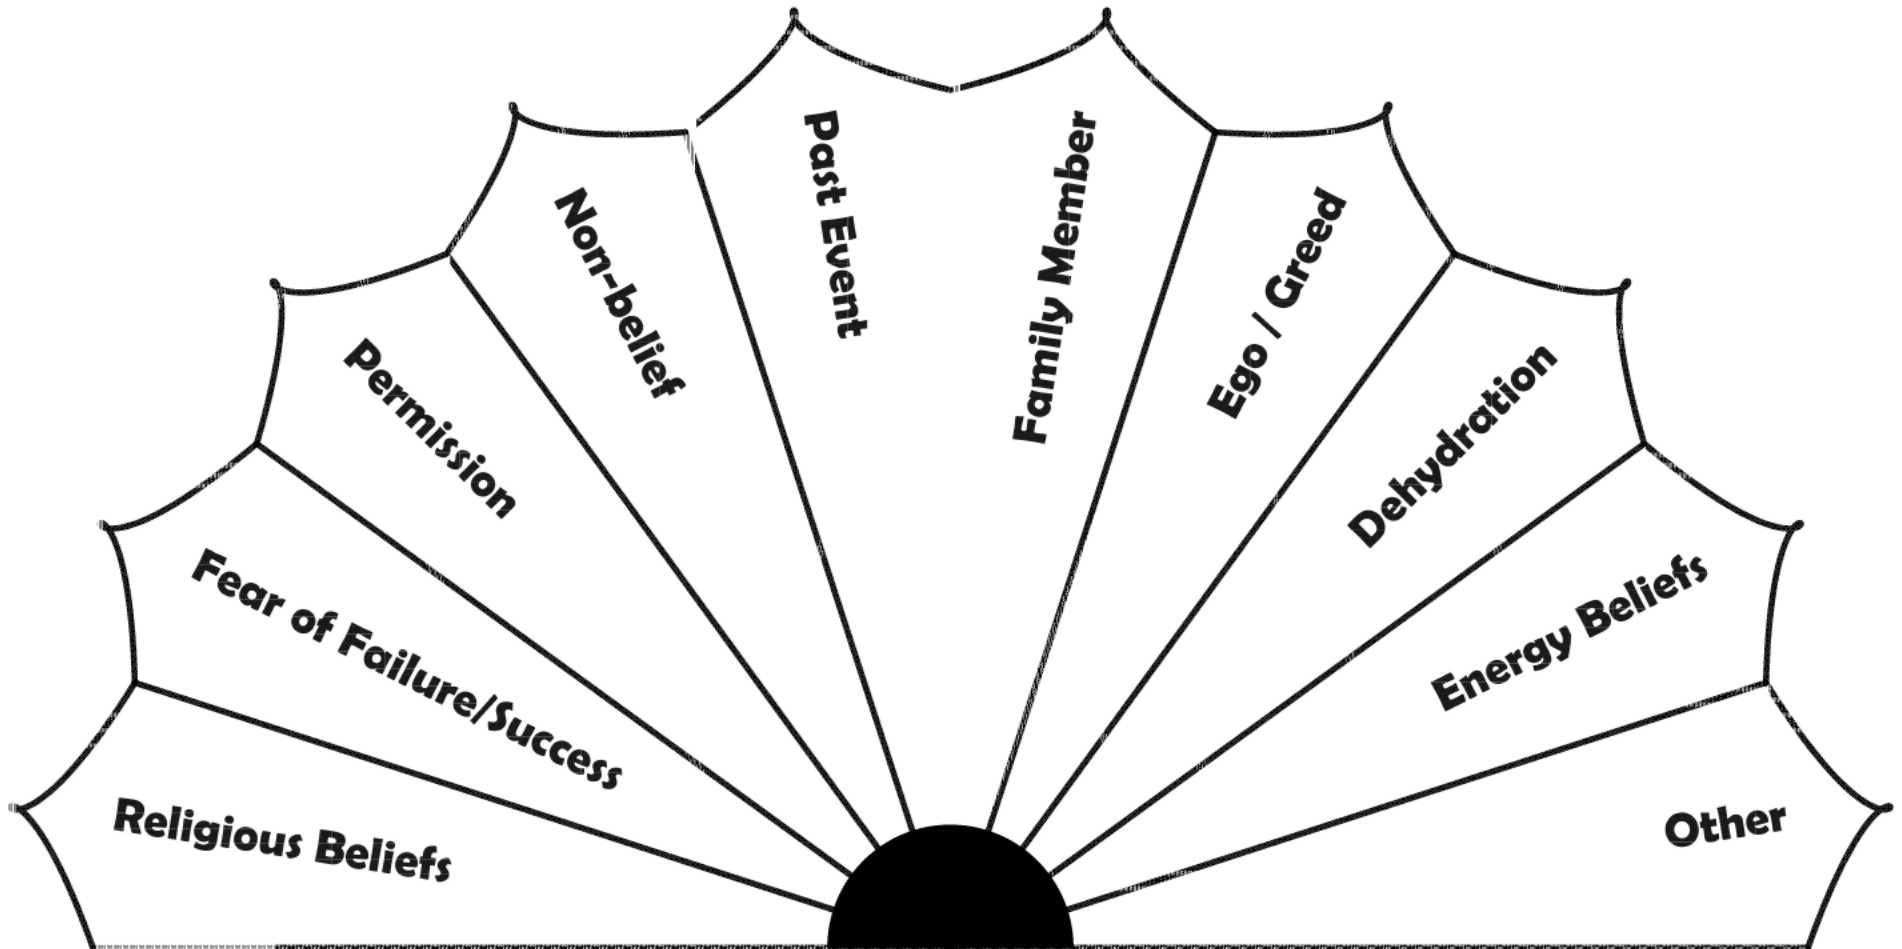 Religious Beliefs
Fear of Failure/Success
Permission
Non-belief
Past Event
Family Member
Ego / Greed
Dehydration
Energy Beliefs
Other